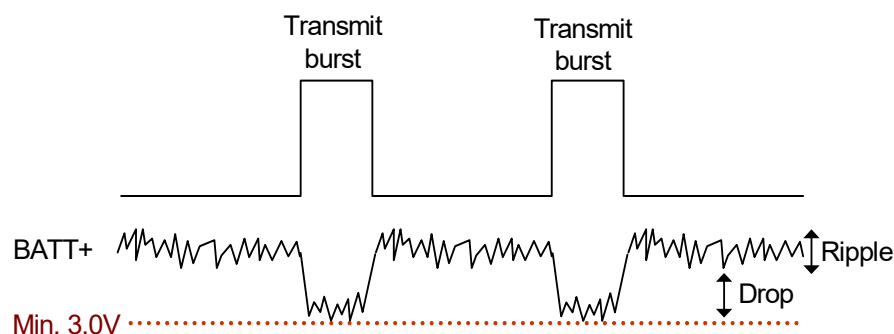 Transmit
burst
Transmit
burst
BATT+
Ripple
Drop
Min. 3.0V